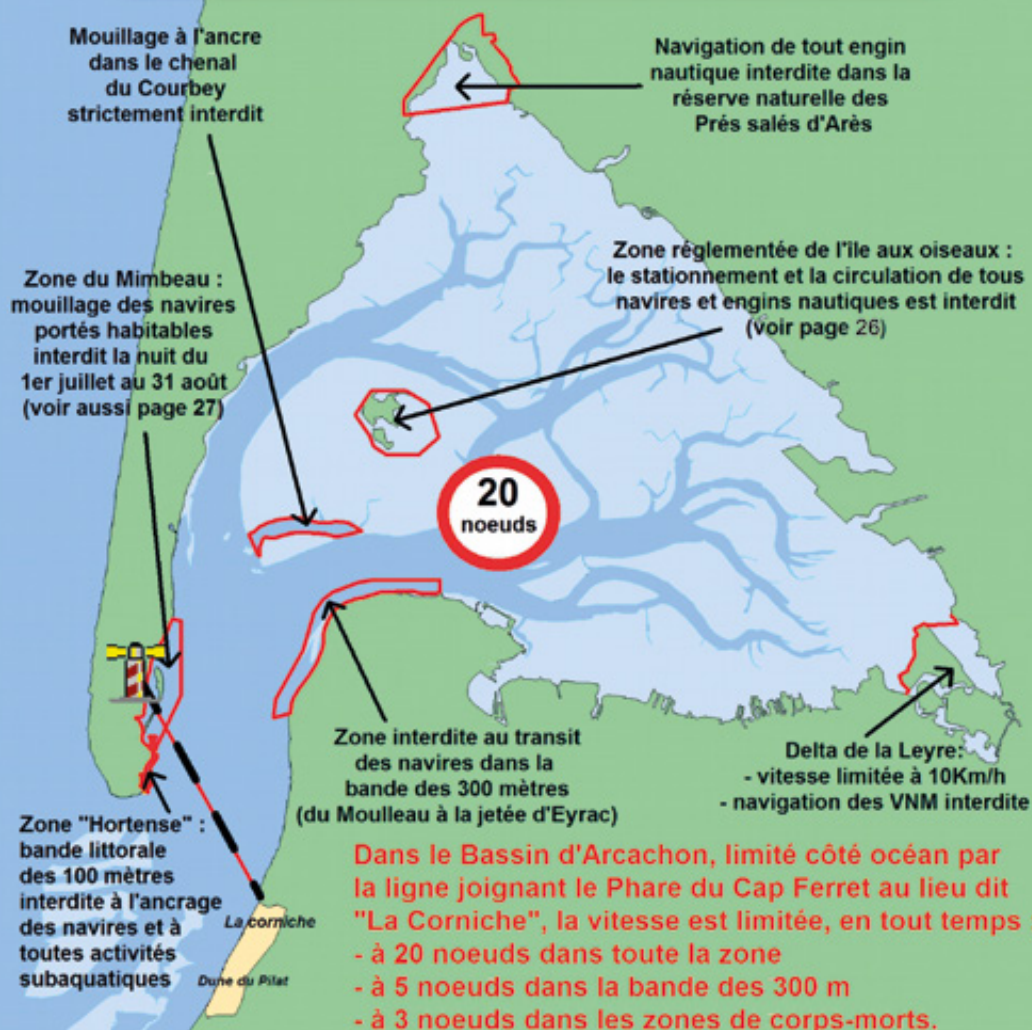 Mouillage à l'ancre
dans le chenal
du Courbey
strictement interdit
Navigation de tout engin
nautique interdite dans la
réserve naturelle des
Prés salés d'Arès
Zone réglementée de l'île aux oiseaux :
le stationnement et la circulation de tous
navires et engins nautiques est interdit
(voir page 26)
Zone du Mimbeau :
mouillage des navires
portés habitables
interdit la nuit du
1er juillet au 31 août
(voir aussi page 27)
20
noeuds
Zone interdite au transit
des navires dans la
bande des 300 mètres
(du Moulleau à la jetée d'Eyrac)
Delta de la Leyre:
- vitesse limitée à 10Km/h
- navigation des VNM interdite
Zone "Hortense" :
bande littorale
des 100 mètres
interdite à l'ancrage
des navires et à
toutes activités
subaquatiques
La corniche
Dune du Pilat
Dans le Bassin d'Arcachon, limité côté océan par
la ligne joignant le Phare du Cap Ferret au lieu dit
"La Corniche", la vitesse est limitée, en tout temps
- à 20 noeuds dans toute la zone
- à 5 noeuds dans la bande des 300 m
- à 3 noeuds dans les zones de corps-morts.